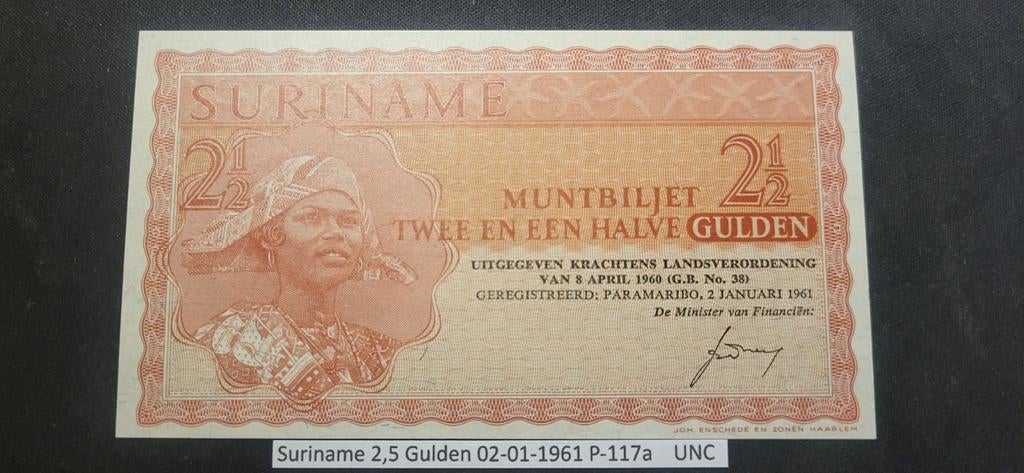 SURINAME
2½
2½
MUNTBILJET
TWEE EN EEN HALVE GULDEN
UITGEGEVEN KRACHTENS LANDSVERORDENING
VAN 8 APRIL 1960 (G.B. No. 38)
GEREGISTREERD: PARAMARIBO, 2 JANUARI 1961
De Minister van Financiën:
JOH. ENSCHEDÉ EN ZONEN HAARLEM
Suriname 2,5 Gulden 02-01-1961 P-117a UNC